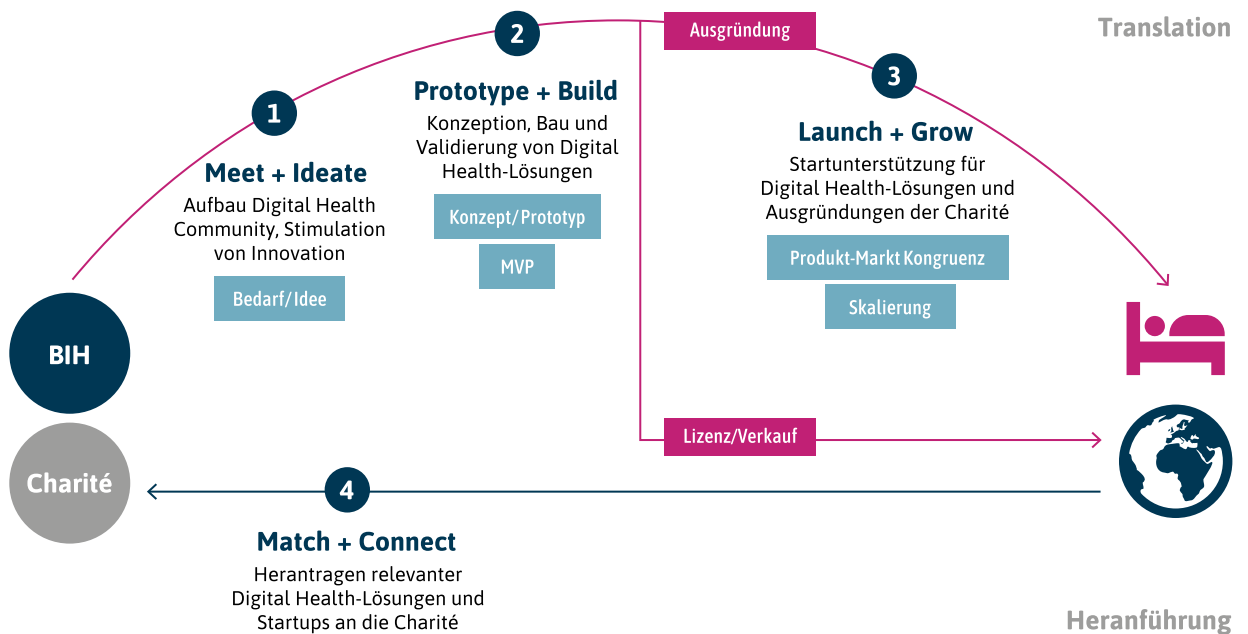 Translation
1
Meet + Ideate
Aufbau Digital Health
Community, Stimulation
von Innovation
Bedarf/Idee
2
Prototype + Build
Konzeption, Bau und
Validierung von Digital
Health-Lösungen
Konzept/Prototyp
MVP
Ausgründung
3
Launch + Grow
Startunterstützung für
Digital Health-Lösungen und
Ausgründungen der Charité
Produkt-Markt Kongruenz
Skalierung
BIH
Charité
Lizenz/Verkauf
4
Match + Connect
Herantragen relevanter
Digital Health-Lösungen und
Startups an die Charité
Heranführung